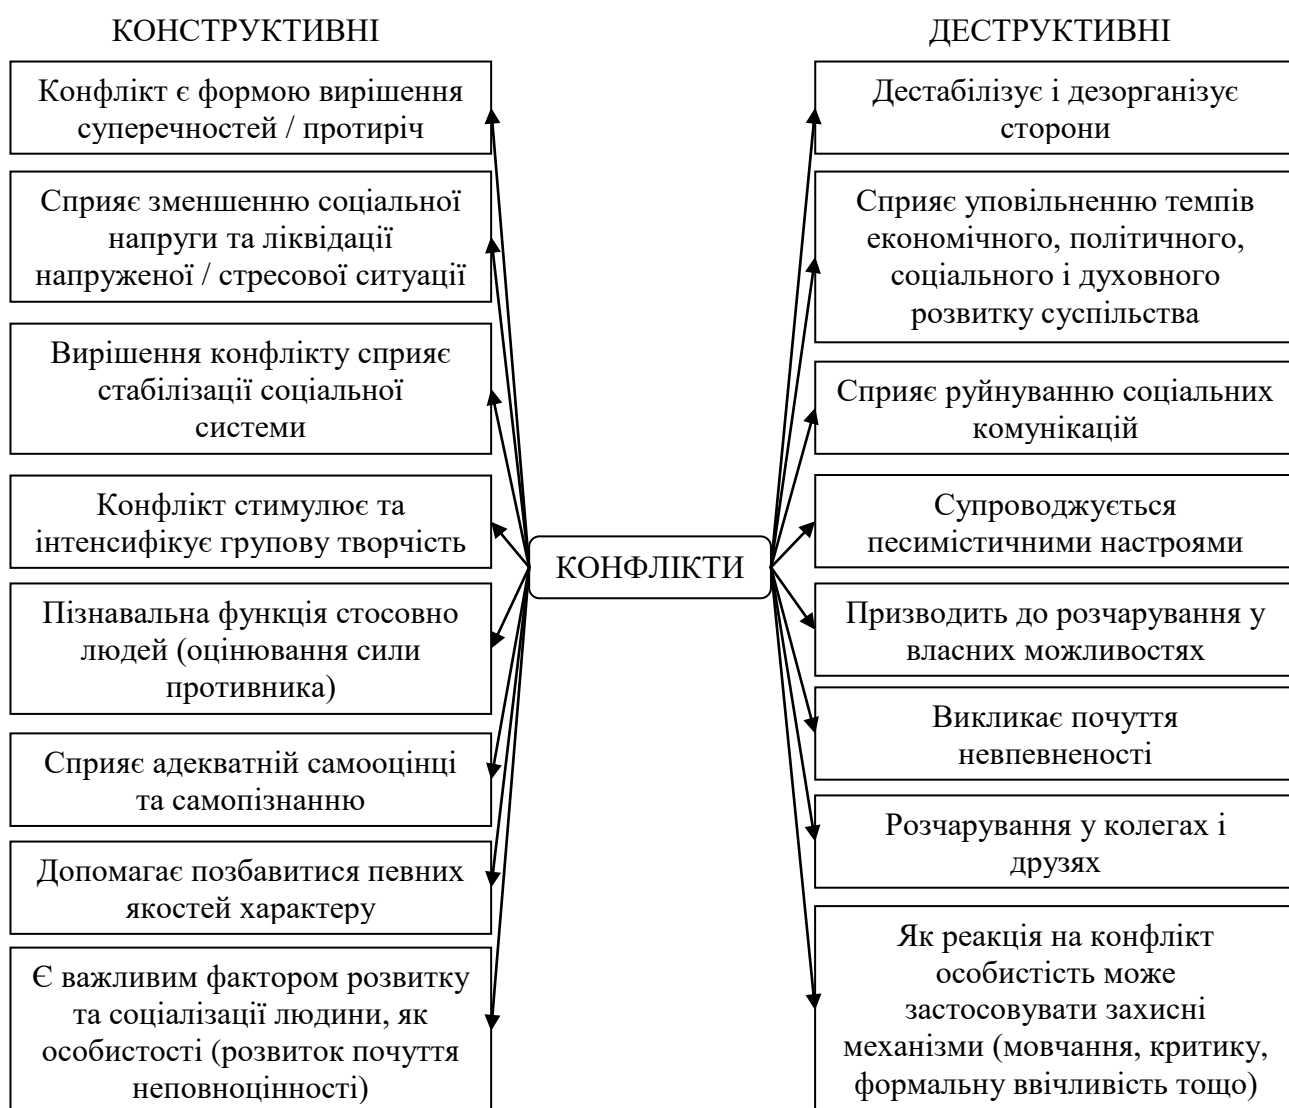 КОНСТРУКТИВНІ
Конфлікт є формою вирішення
суперечностей / протиріч
Сприяє зменшенню соціальної
напруги та ліквідації
напруженої / стресової ситуації
Вирішення конфлікту сприяє
стабілізації соціальної
системи
Конфлікт стимулює та
інтенсифікує групову творчість
Пізнавальна функція стосовно
людей (оцінювання сили
противника)
Сприяє адекватній самооцінці
та самопізнанню
Допомагає позбавитися певних
якостей характеру
Є важливим фактором розвитку
та соціалізації людини, як
особистості (розвиток почуття
неповноцінності)
КОНФЛІКТИ
ДЕСТРУКТИВНІ
Дестабілізує і дезорганізує
сторони
Сприяє уповільненню темпів
економічного, політичного,
соціального і духовного
розвитку суспільства
Сприяє руйнуванню соціальних
комунікацій
Супроводжується
песимістичними настроями
Призводить до розчарування у
власних можливостях
Викликає почуття
невпевненості
Розчарування у колегах і
друзях
Як реакція на конфлікт
особистість може
застосовувати захисні
механізми (мовчання, критику,
формальну ввічливість тощо)